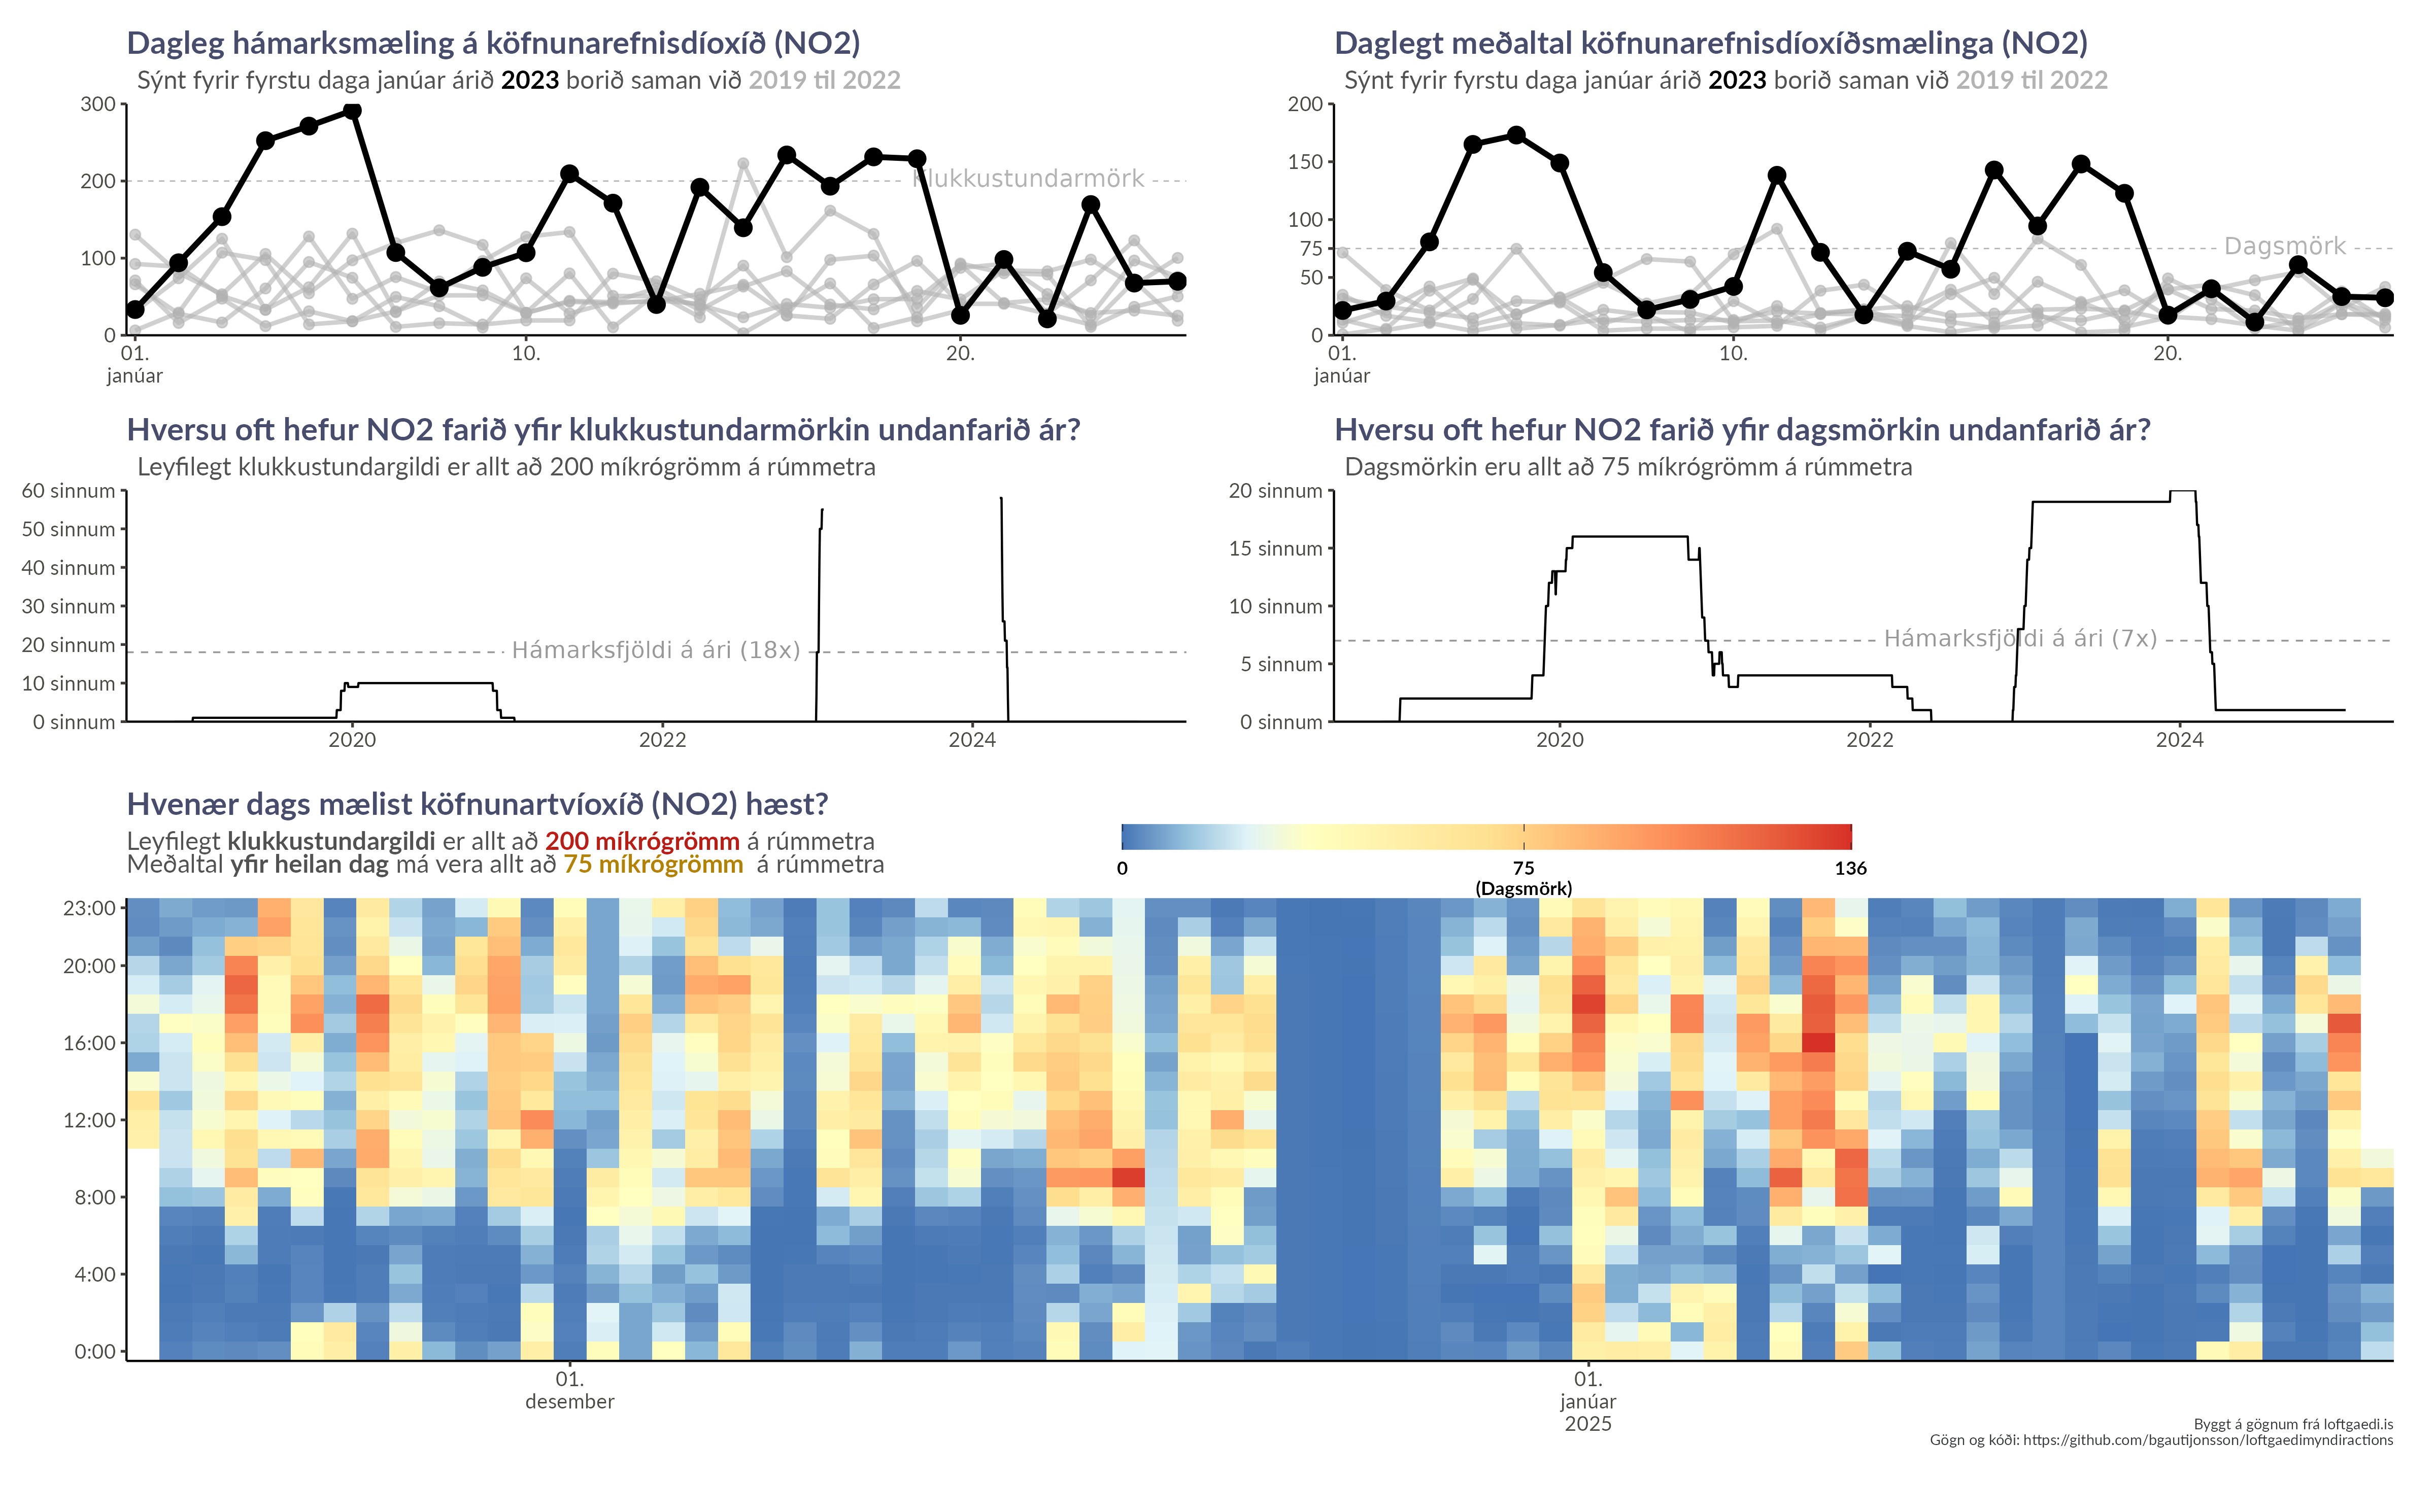 Dagleg hámarksmæling á köfnunarefnisdíoxíð (NO2)
Sýnt fyrir fyrstu daga janúar árið 2023 borið saman við 2019 til 2022
300
200
100
0
Klukkustundarmörk
01.
janúar
10.
20.
Daglegt meðaltal köfnunarefnisdíoxíðsmælinga (NO2)
Sýnt fyrir fyrstu daga janúar árið 2023 borið saman við 2019 til 2022
200
150
100
75
50
0
Dagsmörk
01.
janúar
10.
20.
Hversu oft hefur NO2 farið yfir klukkustundarmörkin undanfarið ár?
Leyfilegt klukkustundargildi er allt að 200 míkrógrömm á rúmmetra
60 sinnum
50 sinnum
40 sinnum
30 sinnum
20 sinnum
10 sinnum
0 sinnum
Hámarksfjöldi á ári (18x)
2020
2022
2024
Hversu oft hefur NO2 farið yfir dagsmörkin undanfarið ár?
Dagsmörkin eru allt að 75 míkrógrömm á rúmmetra
20 sinnum
15 sinnum
10 sinnum
5 sinnum
0 sinnum
Hámarksfjöldi á ári (7x)
2020
2022
2024
Hvenær dags mælist köfnunartvíoxíð (NO2) hæst?
Leyfilegt klukkustundargildi er allt að 200 míkrógrömm á rúmmetra
Meðaltal yfir heilan dag má vera allt að 75 míkrógrömm á rúmmetra
0
75
(Dagsmörk)
136
23:00
20:00
16:00
12:00
8:00
4:00
0:00
01.
desember
01.
janúar
2025
Byggt á gögnum frá loftgaedi.is
Gögn og kóði: https://github.com/bgautijonsson/loftgaedimyndiractions